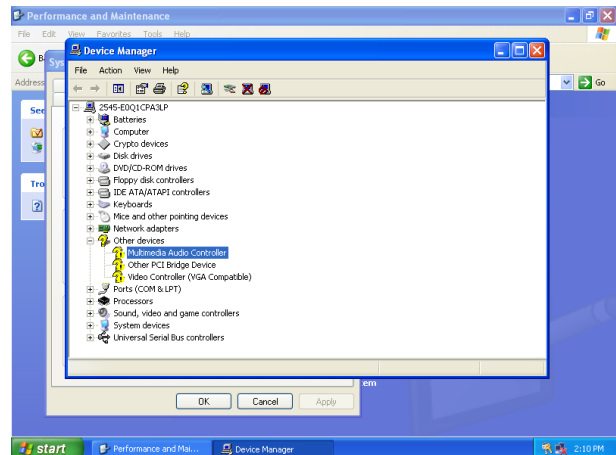 Performance and Maintenance
File Edit View Favorites Tools Help
B
Sys
Address
Go
Device Manager
File Action View Help
2545-E0Q1CPA3LP
Batteries
Computer
Crypto devices
Disk drives
DVD/CD-ROM drives
Floppy disk controllers
IDE ATA/ATAPI controllers
Keyboards
Mice and other pointing devices
Network adapters
Other devices
Multimedia Audio Controller
Other PCI Bridge Device
Video Controller (VGA Compatible)
Ports (COM & LPT)
Processors
Sound, video and game controllers
System devices
Universal Serial Bus controllers
See
Tro
OK Cancel Apply
start
Performance and Mai...
Device Manager
2:10 PM